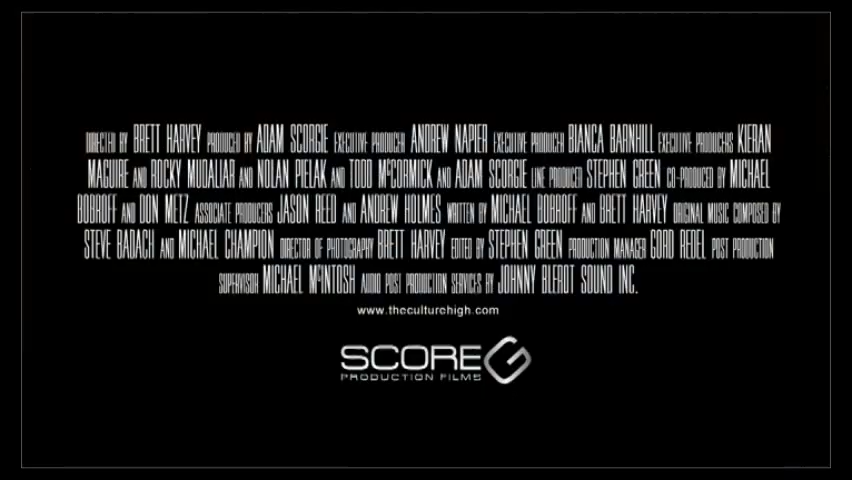 DIRECTED BY BRETT HARVEY PRODUCED BY ADAM SCORGIE EXECUTIVE PRODUCER ANDREW NAPIER EXECUTIVE PRODUCER BIANCA BARNHILL EXECUTIVE PRODUCERS KIERAN
MAGUIRE AND ROCKY MUDALIAR AND NOLAN PIELAK AND TODD McCORMICK AND ADAM SCORGIE LINE PRODUCER STEPHEN GREEN CO-PRODUCED BY MICHAEL
BOBROFF AND DON METZ ASSOCIATE PRODUCERS JASON REED AND ANDREW HOLMES WRITTEN BY MICHAEL BOBROFF AND BRETT HARVEY ORIGINAL MUSIC COMPOSED BY
STEVE BADACH AND MICHAEL CHAMPION DIRECTOR OF PHOTOGRAPHY BRETT HARVEY EDITED BY STEPHEN GREEN PRODUCTION MANAGER GORD REDEL POST PRODUCTION
SUPERVISOR MICHAEL McINTOSH AUDIO POST PRODUCTION SERVICES BY JOHNNY BLEROT SOUND INC.
www.theculturehigh.com
SCORE G
PRODUCTION FILMS